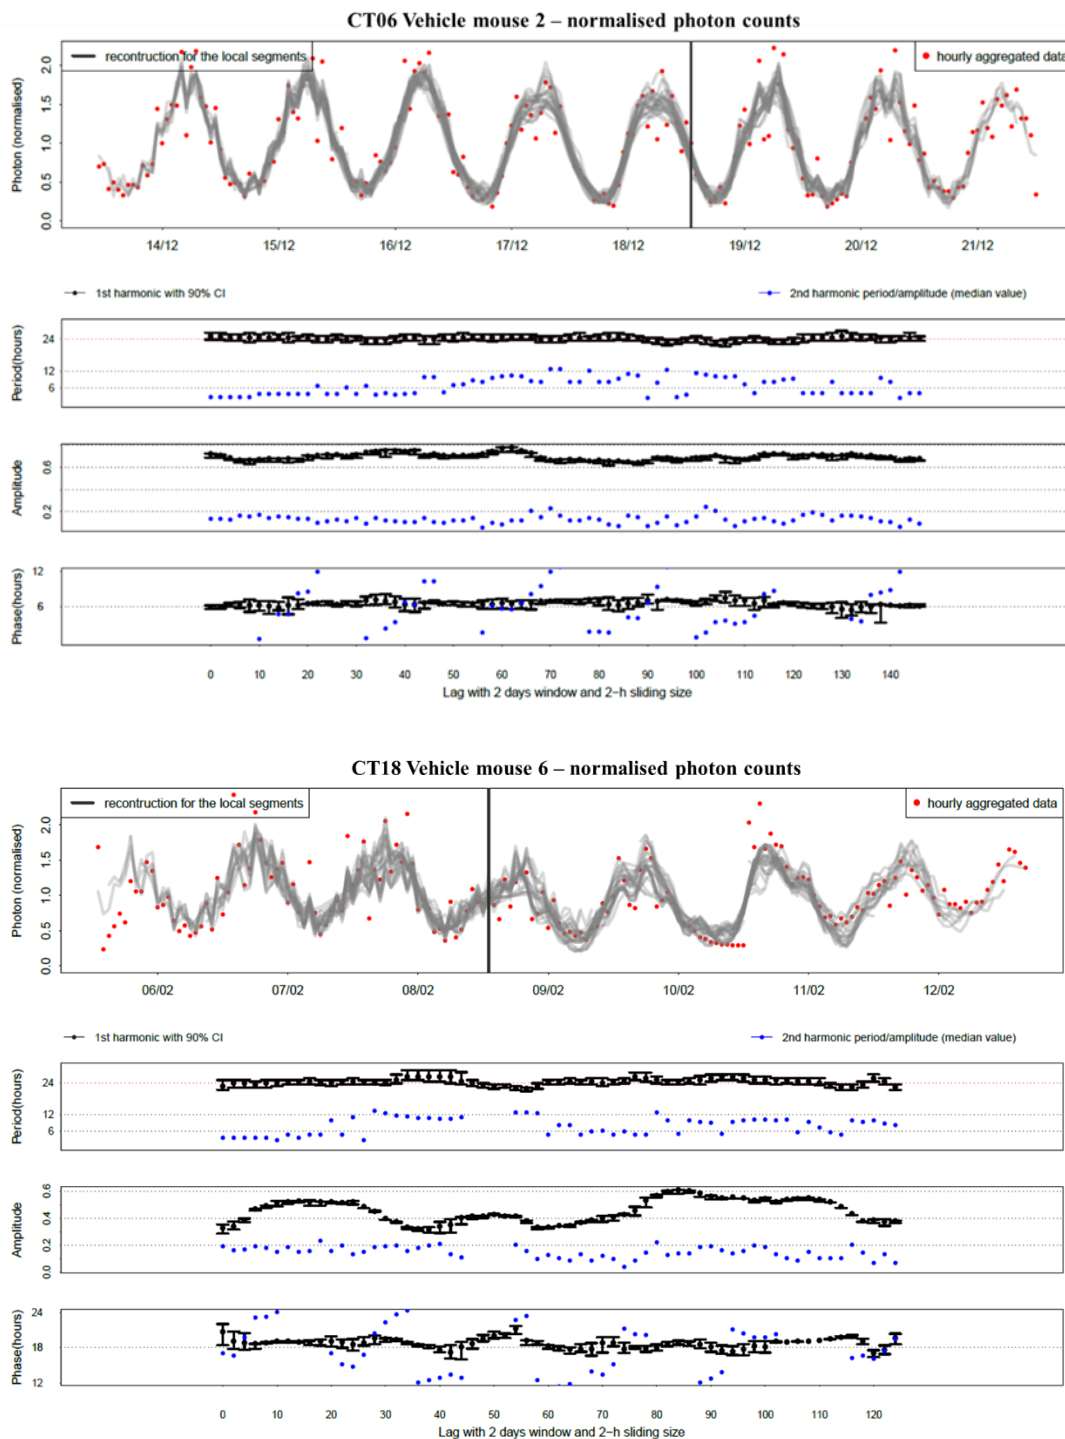 CT06 Vehicle mouse 2 – normalised photon counts
recontruction for the local segments
hourly aggregated data
Photon (normalised)
2.0
1.5
1.0
0.5
0.0
14/12 15/12 16/12 17/12 18/12 19/12 20/12 21/12
1st harmonic with 90% CI
2nd harmonic period/amplitude (median value)
Period(hours)
24
12
6
Amplitude
0.6
0.2
Phase(hours)
12
6
0 10 20 30 40 50 60 70 80 90 100 110 120 130 140
Lag with 2 days window and 2−h sliding size
CT18 Vehicle mouse 6 – normalised photon counts
recontruction for the local segments
hourly aggregated data
Photon (normalised)
2.0
1.5
1.0
0.5
0.0
06/02 07/02 08/02 09/02 10/02 11/02 12/02
1st harmonic with 90% CI
2nd harmonic period/amplitude (median value)
Period(hours)
24
12
6
Amplitude
0.6
0.4
0.2
0.0
Phase(hours)
24
18
12
0 10 20 30 40 50 60 70 80 90 100 110 120
Lag with 2 days window and 2−h sliding size